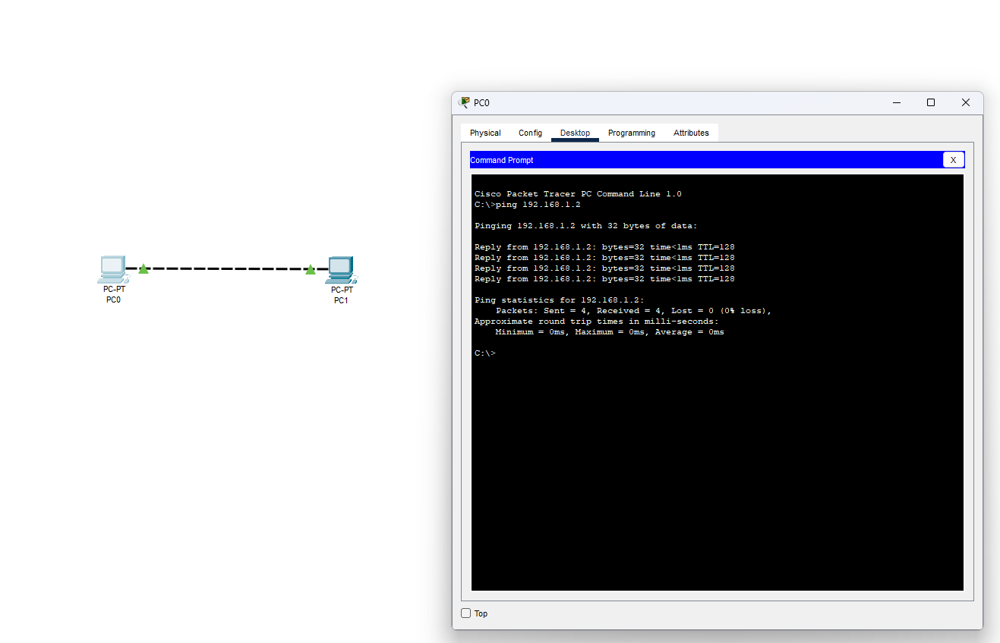 PC-PT
PC0
PC-PT
PC1
PC0
Physical Config Desktop Programming Attributes
Command Prompt X
Cisco Packet Tracer PC Command Line 1.0
C:\>ping 192.168.1.2
Pinging 192.168.1.2 with 32 bytes of data:
Reply from 192.168.1.2: bytes=32 time<1ms TTL=128
Reply from 192.168.1.2: bytes=32 time<1ms TTL=128
Reply from 192.168.1.2: bytes=32 time<1ms TTL=128
Reply from 192.168.1.2: bytes=32 time<1ms TTL=128
Ping statistics for 192.168.1.2:
Packets: Sent = 4, Received = 4, Lost = 0 (0% loss),
Approximate round trip times in milli-seconds:
Minimum = 0ms, Maximum = 0ms, Average = 0ms
C:\>
Top